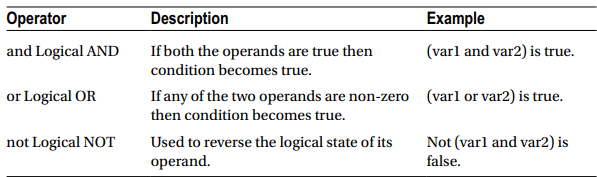 Operator Description Example
and Logical AND If both the operands are true then (var1 and var2) is true.
condition becomes true.
or Logical OR If any of the two operands are non-zero (var1 or var2) is true.
then condition becomes true.
not Logical NOT Used to reverse the logical state of its Not (var1 and var2) is
operand. false.